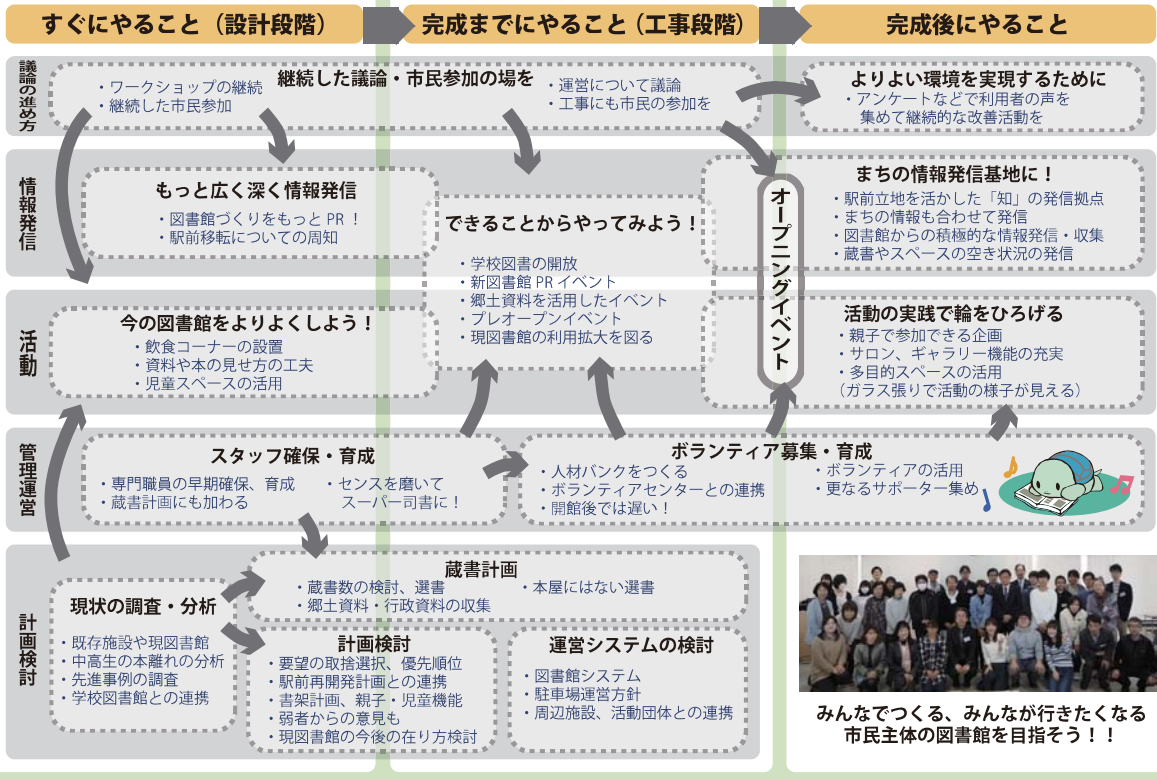 すぐにやること（設計段階）
完成までにやること（工事段階）
完成後にやること
議論の進め方
継続した議論・市民参加の場を
・ワークショップの継続
・継続した市民参加
・運営について議論
・工事にも市民の参加を
よりよい環境を実現するために
・アンケートなどで利用者の声を
集めて継続的な改善活動を
情報発信
もっと広く深く情報発信
・図書館づくりをもっと PR ！
・駅前移転についての周知
できることからやってみよう！
・学校図書の開放
・新図書館 PR イベント
・郷土資料を活用したイベント
・プレオープンイベント
・現図書館の利用拡大を図る
オープニングイベント
まちの情報発信基地に！
・駅前立地を活かした「知」の発信拠点
・まちの情報も合わせて発信
・図書館からの積極的な情報発信・収集
・蔵書やスペースの空き状況の発信
活動
今の図書館をよりよくしよう！
・飲食コーナーの設置
・資料や本の見せ方の工夫
・児童スペースの活用
活動の実践で輪をひろげる
・親子で参加できる企画
・サロン、ギャラリー機能の充実
・多目的スペースの活用
（ガラス張りで活動の様子が見える）
管理運営
スタッフ確保・育成
・専門職員の早期確保、育成
・蔵書計画にも加わる
・センスを磨いて
スーパー司書に！
ボランティア募集・育成
・人材バンクをつくる
・ボランティアセンターとの連携
・開館後では遅い！
・ボランティアの活用
・更なるサポーター集め
計画検討
現状の調査・分析
・既存施設や現図書館
・中高生の本離れの分析
・先進事例の調査
・学校図書館との連携
蔵書計画
・蔵書数の検討、選書
・郷土資料・行政資料の収集
・本屋にはない選書
計画検討
・要望の取捨選択、優先順位
・駅前再開発計画との連携
・書架計画、親子・児童機能
・弱者からの意見も
・現図書館の今後の在り方検討
運営システムの検討
・図書館システム
・駐車場運営方針
・周辺施設、活動団体との連携
みんなでつくる、みんなが行きたくなる
市民主体の図書館を目指そう！！